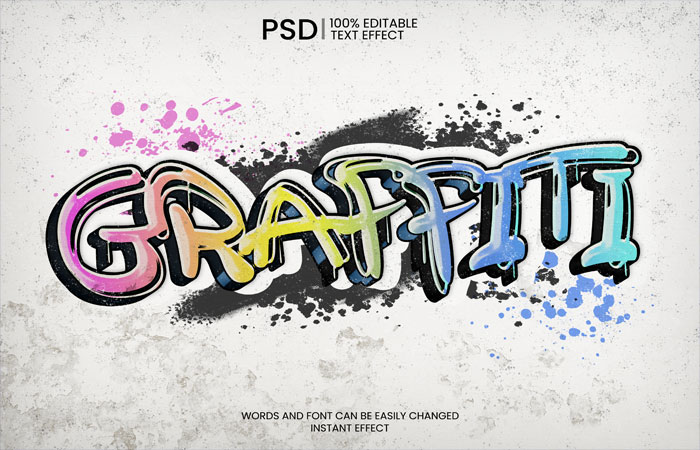 PSD | 100% EDITABLE
TEXT EFFECT
GRAFFITI
WORDS AND FONT CAN BE EASILY CHANGED
INSTANT EFFECT